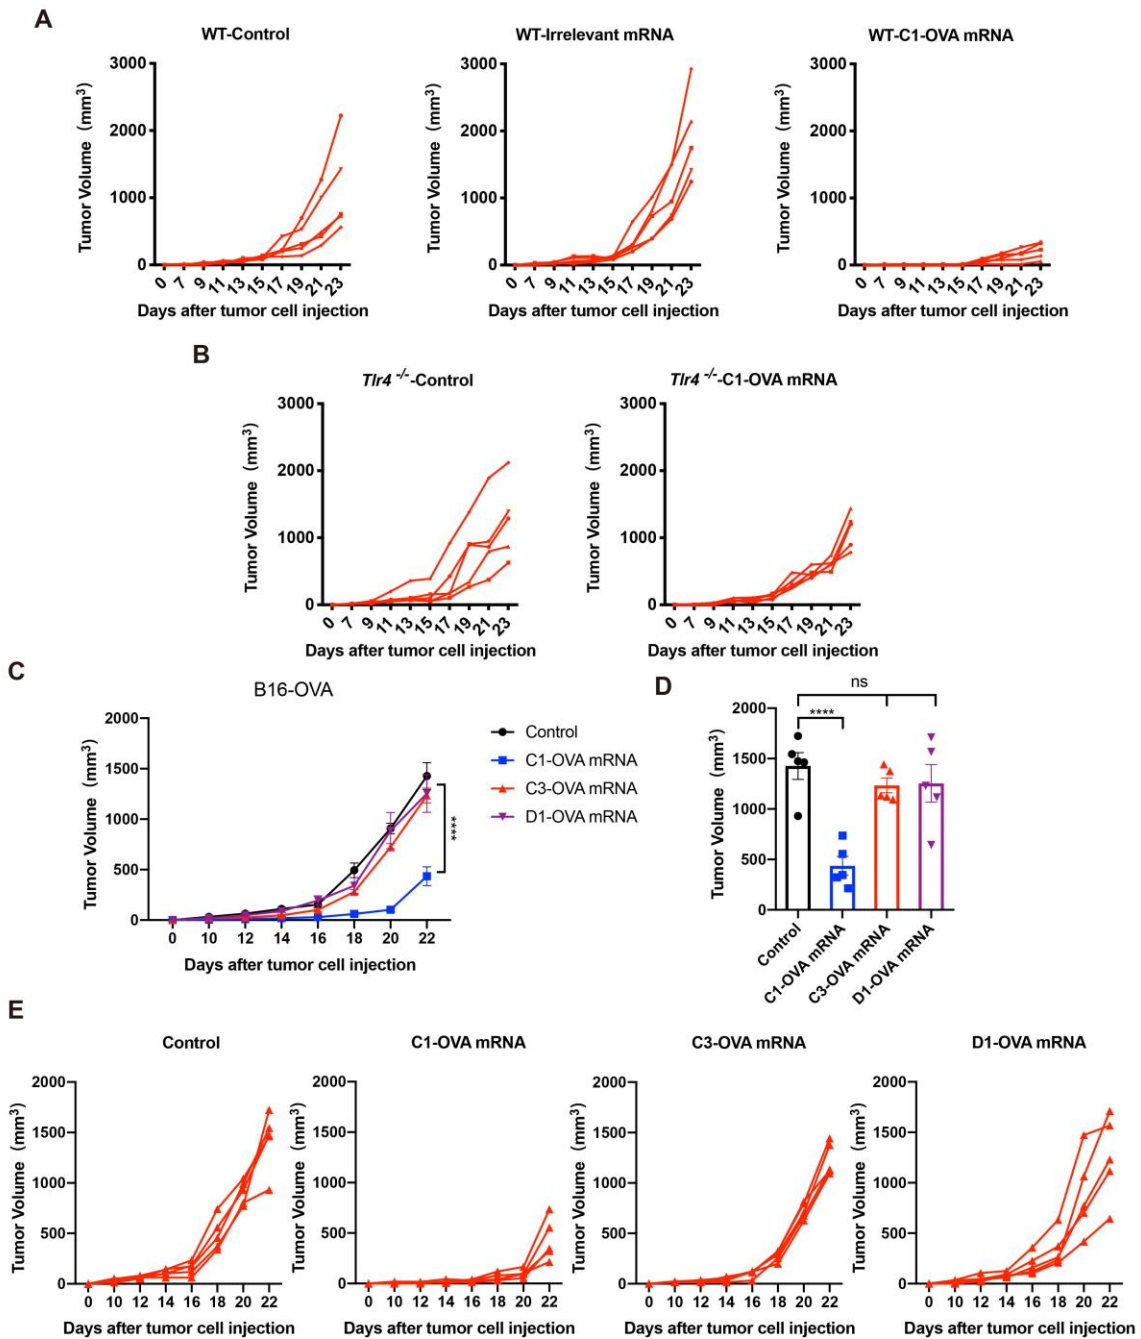 A
WT-Control
WT-Irrelevant mRNA
WT-C1-OVA mRNA
Tumor Volume (mm³)
3000
2000
1000
0
0 7 9 11 13 15 17 19 21 23
Days after tumor cell injection
Tumor Volume (mm³)
3000
2000
1000
0
0 7 9 11 13 15 17 19 21 23
Days after tumor cell injection
Tumor Volume (mm³)
3000
2000
1000
0
0 7 9 11 13 15 17 19 21 23
Days after tumor cell injection
B
Tlr4 -/--Control
Tlr4 -/--C1-OVA mRNA
Tumor Volume (mm³)
3000
2000
1000
0
0 7 9 11 13 15 17 19 21 23
Days after tumor cell injection
Tumor Volume (mm³)
3000
2000
1000
0
0 7 9 11 13 15 17 19 21 23
Days after tumor cell injection
C
B16-OVA
Tumor Volume (mm³)
2000
1500
1000
500
0
0 10 12 14 16 18 20 22
Days after tumor cell injection
****
Control
C1-OVA mRNA
C3-OVA mRNA
D1-OVA mRNA
D
ns
****
Tumor Volume (mm³)
2000
1500
1000
500
0
Control
C1-OVA mRNA
C3-OVA mRNA
D1-OVA mRNA
E
Control
C1-OVA mRNA
C3-OVA mRNA
D1-OVA mRNA
Tumor Volume (mm³)
2000
1500
1000
500
0
0 10 12 14 16 18 20 22
Days after tumor cell injection
Tumor Volume (mm³)
2000
1500
1000
500
0
0 10 12 14 16 18 20 22
Days after tumor cell injection
Tumor Volume (mm³)
2000
1500
1000
500
0
0 10 12 14 16 18 20 22
Days after tumor cell injection
Tumor Volume (mm³)
2000
1500
1000
500
0
0 10 12 14 16 18 20 22
Days after tumor cell injection